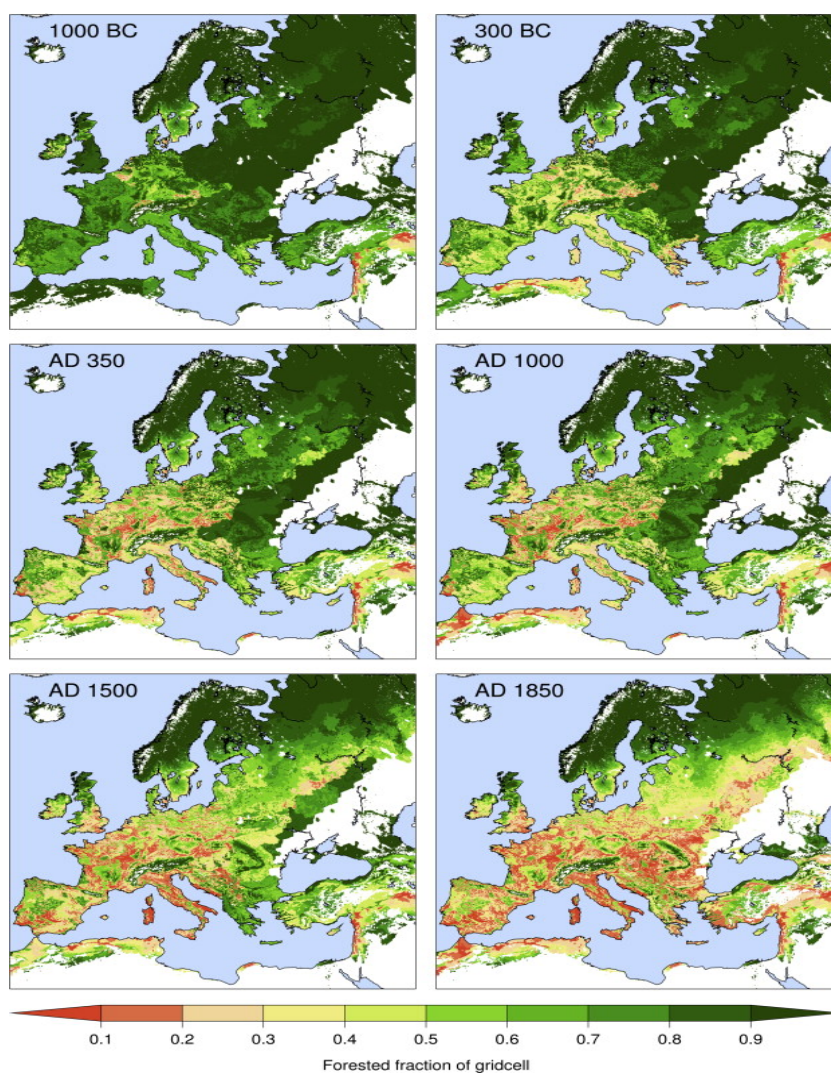 1000 BC
300 BC
AD 350
AD 1000
AD 1500
AD 1850
0.1 0.2 0.3 0.4 0.5 0.6 0.7 0.8 0.9
Forested fraction of gridcell